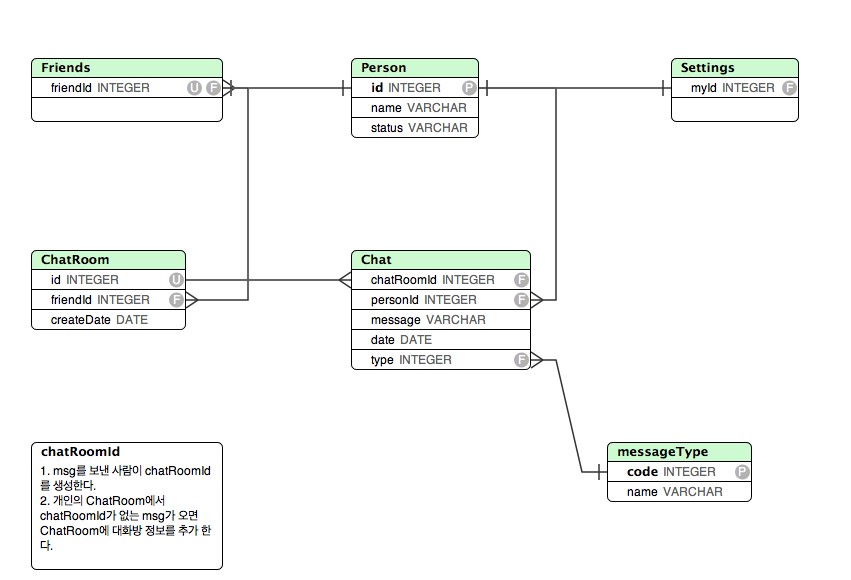 Friends
friendId INTEGER U F
Person
id INTEGER P
name VARCHAR
status VARCHAR
Settings
myId INTEGER F
ChatRoom
id INTEGER U
friendId INTEGER F
createDate DATE
Chat
chatRoomId INTEGER F
personId INTEGER F
message VARCHAR
date DATE
type INTEGER F
chatRoomId
1. msg를 보낸 사람이 chatRoomId
를 생성한다.
2. 개인의 ChatRoom에서
chatRoomId가 없는 msg가 오면
ChatRoom에 대화방 정보를 추가 한
다.
messageType
code INTEGER P
name VARCHAR